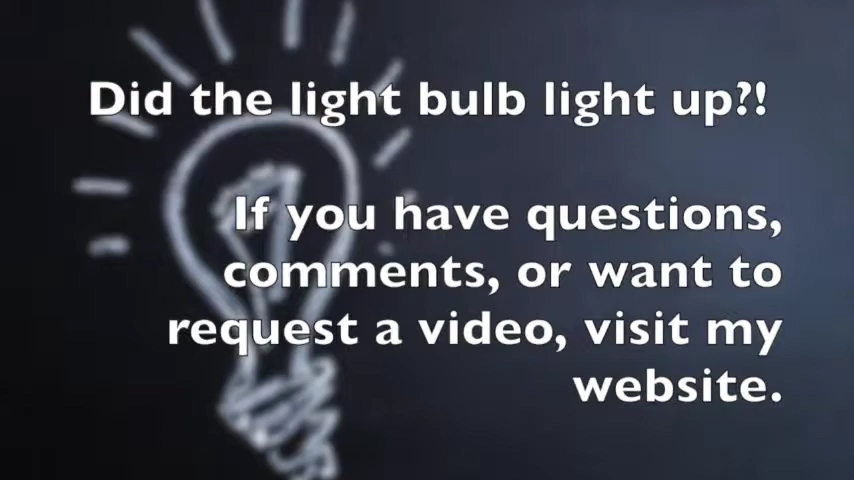 Did the light bulb light up?!
If you have questions,
comments, or want to
request a video, visit my
website.